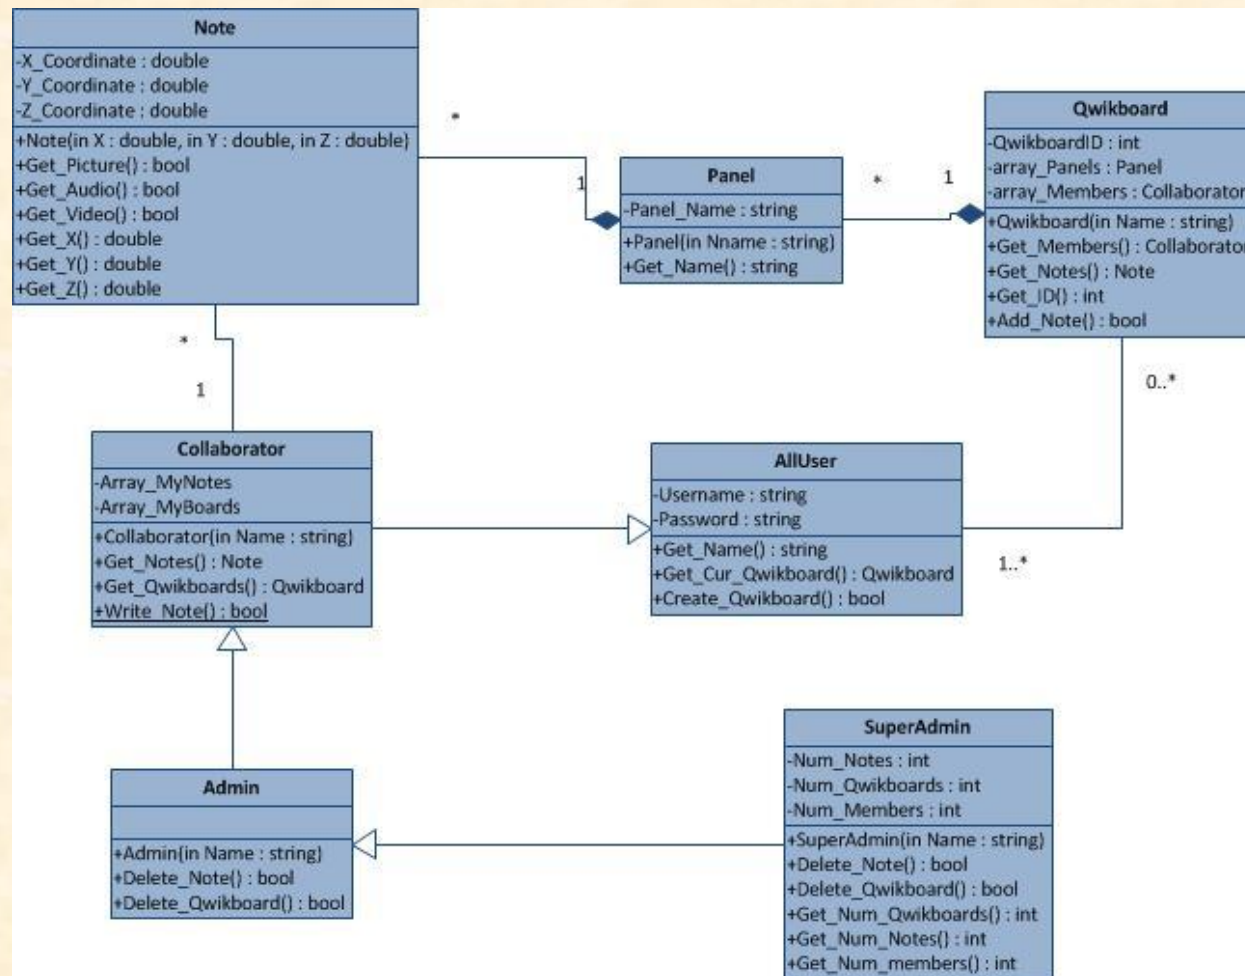 Note
-X_Coordinate : double
-Y_Coordinate : double
-Z_Coordinate : double
+Note(in X : double, in Y : double, in Z : double)
+Get_Picture() : bool
+Get_Audio() : bool
+Get_Video() : bool
+Get_X() : double
+Get_Y() : double
+Get_Z() : double
*
1
Panel
-Panel_Name : string
+Panel(in Nname : string)
+Get_Name() : string
*
1
Qwikboard
-QwikboardID : int
-array_Panels : Panel
-array_Members : Collaborator
+Qwikboard(in Name : string)
+Get_Members() : Collaborator
+Get_Notes() : Note
+Get_ID() : int
+Add_Note() : bool
*
1
0..*
Collaborator
-Array_MyNotes
-Array_MyBoards
+Collaborator(in Name : string)
+Get_Notes() : Note
+Get_Qwikboards() : Qwikboard
+Write_Note() : bool
AllUser
-Username : string
-Password : string
+Get_Name() : string
+Get_Cur_Qwikboard() : Qwikboard
+Create_Qwikboard() : bool
1..*
Admin
+Admin(in Name : string)
+Delete_Note() : bool
+Delete_Qwikboard() : bool
SuperAdmin
-Num_Notes : int
-Num_Qwikboards : int
-Num_Members : int
+SuperAdmin(in Name : string)
+Delete_Note() : bool
+Delete_Qwikboard() : bool
+Get_Num_Qwikboards() : int
+Get_Num_Notes() : int
+Get_Num_members() : int